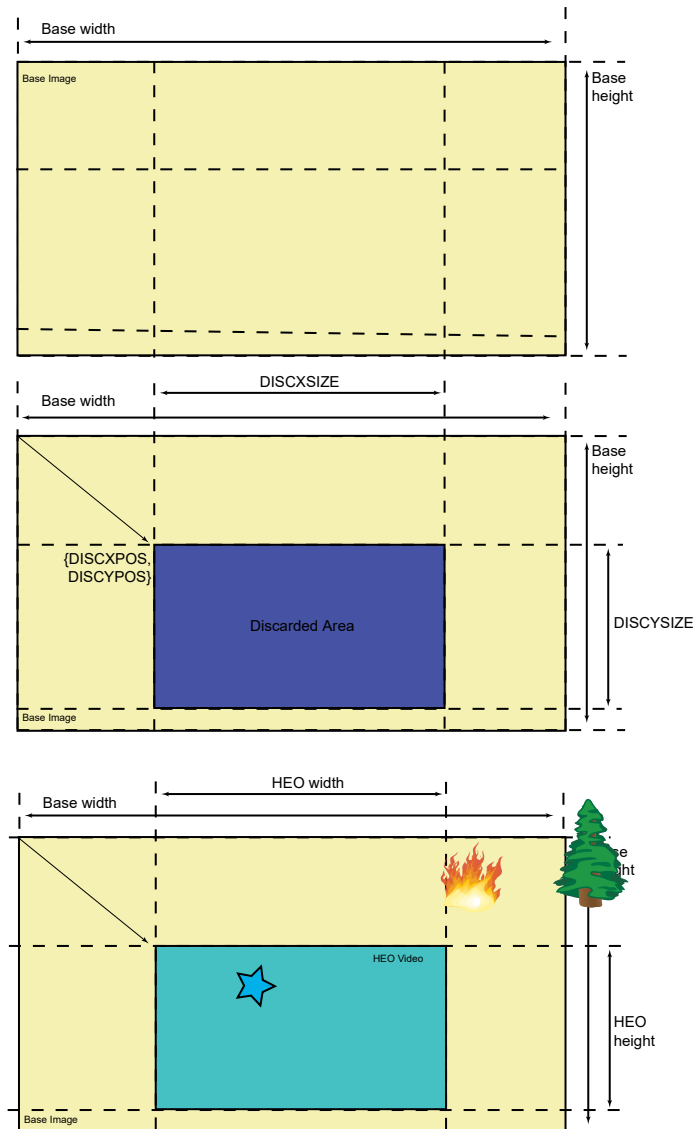 Base width
Base Image
Base
height
DISCXSIZE
Base width
Base
height
{DISCXPOS,
DISCYPOS}
Discarded Area
DISCYSIZE
Base Image
HEO width
Base width
HEO Video
HEO
height
Base Image